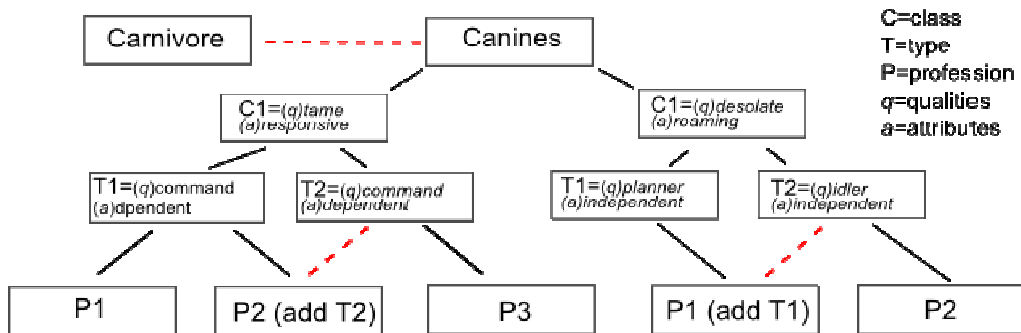 Carnivore
Canines
C=class
T=type
P=profession
q=qualities
a=attributes
C1=(q)tame
(a)responsive
C1=(q)desolate
(a)roaming
T1=(q)command
(a)dpendent
T2=(q)command
(a)dependent
T1=(q)planner
(a)independent
T2=(q)idler
(a)independent
P1
P2 (add T2)
P3
P1 (add T1)
P2